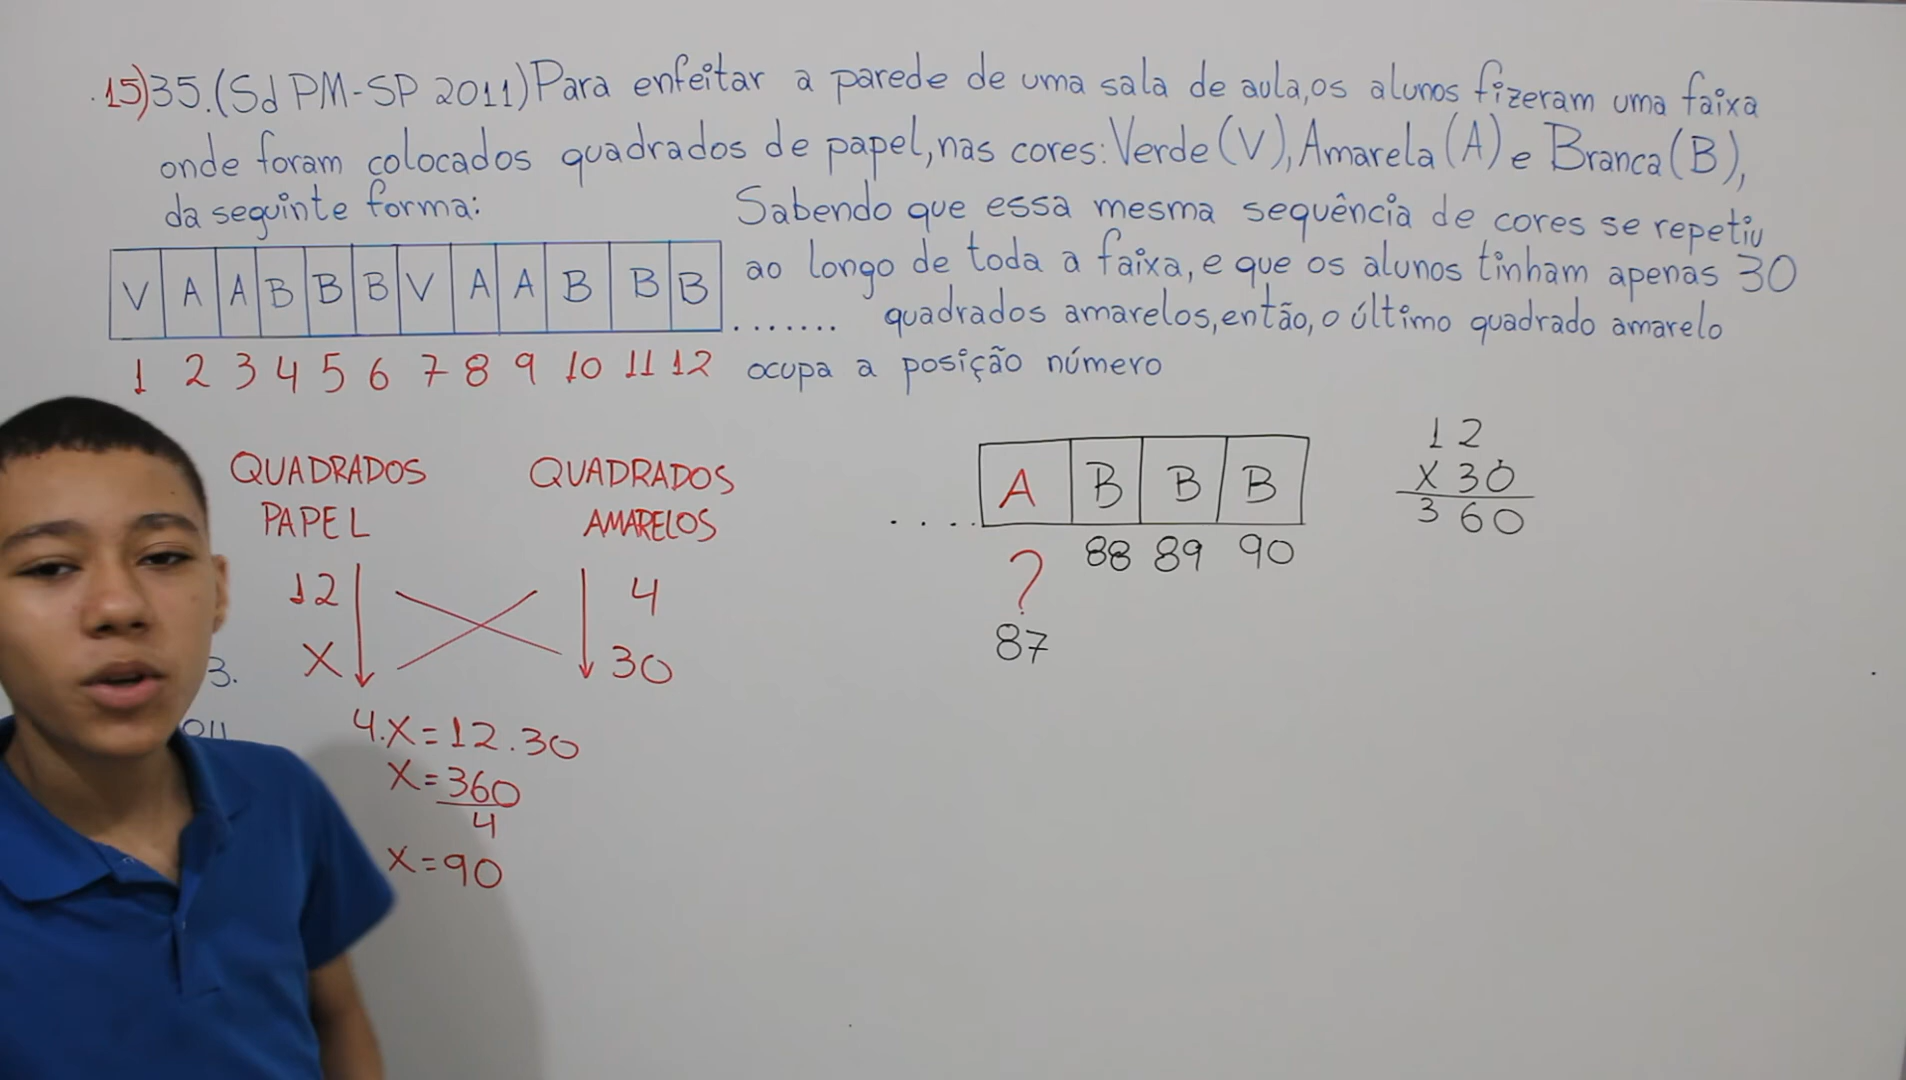 15) 35. (Sd PM-SP 2011) Para enfeitar a parede de uma sala de aula, os alunos fizeram uma faixa
onde foram colocados quadrados de papel, nas cores: Verde (V), Amarela (A) e Branca (B),
da seguinte forma:
V A A B B B V A A B B B .......
1 2 3 4 5 6 7 8 9 10 11 12
Sabendo que essa mesma sequência de cores se repetiu
ao longo de toda a faixa, e que os alunos tinham apenas 30
quadrados amarelos, então, o último quadrado amarelo
ocupa a posição número
QUADRADOS PAPEL
QUADRADOS AMARELOS
12 4
X 30
4.X=12.30
X=360
4
X=90
3.
.... A B B B
? 88 89 90
87
12
X 30
360